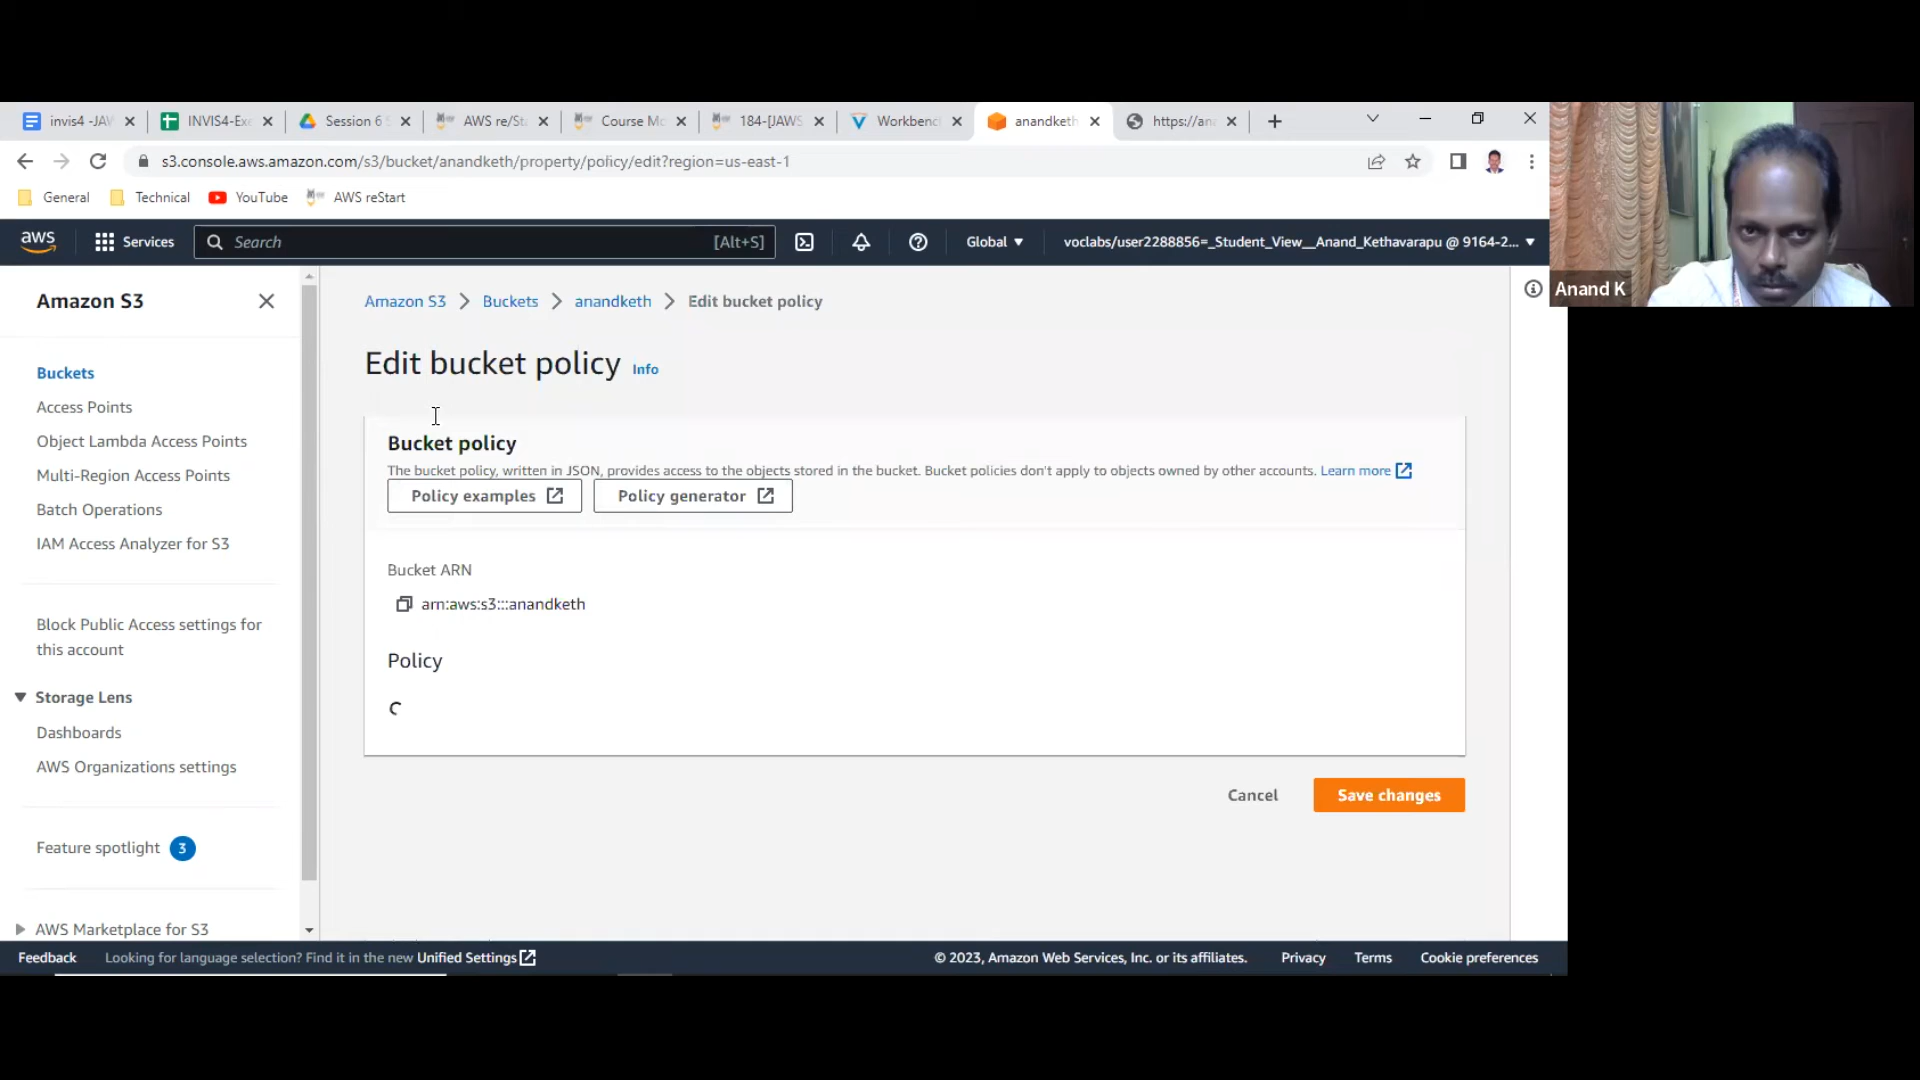 invis4 -JAV
INVIS4-Exe
Session 6
AWS re/Sta
Course Mo
184-[JAWS
Workbenc
anandketh
https://ana
s3.console.aws.amazon.com/s3/bucket/anandketh/property/policy/edit?region=us-east-1
General
Technical
YouTube
AWS reStart
aws
Services
Search
[Alt+S]
Global
voclabs/user2288856=_Student_View__Anand_Kethavarapu @ 9164-2...
Anand K
Amazon S3
Buckets
Access Points
Object Lambda Access Points
Multi-Region Access Points
Batch Operations
IAM Access Analyzer for S3
Block Public Access settings for
this account
Storage Lens
Dashboards
AWS Organizations settings
Feature spotlight 3
AWS Marketplace for S3
Amazon S3 > Buckets > anandketh > Edit bucket policy
Edit bucket policy Info
Bucket policy
The bucket policy, written in JSON, provides access to the objects stored in the bucket. Bucket policies don't apply to objects owned by other accounts. Learn more
Policy examples
Policy generator
Bucket ARN
arn:aws:s3:::anandketh
Policy
Cancel
Save changes
Feedback
Looking for language selection? Find it in the new Unified Settings
© 2023, Amazon Web Services, Inc. or its affiliates.
Privacy
Terms
Cookie preferences